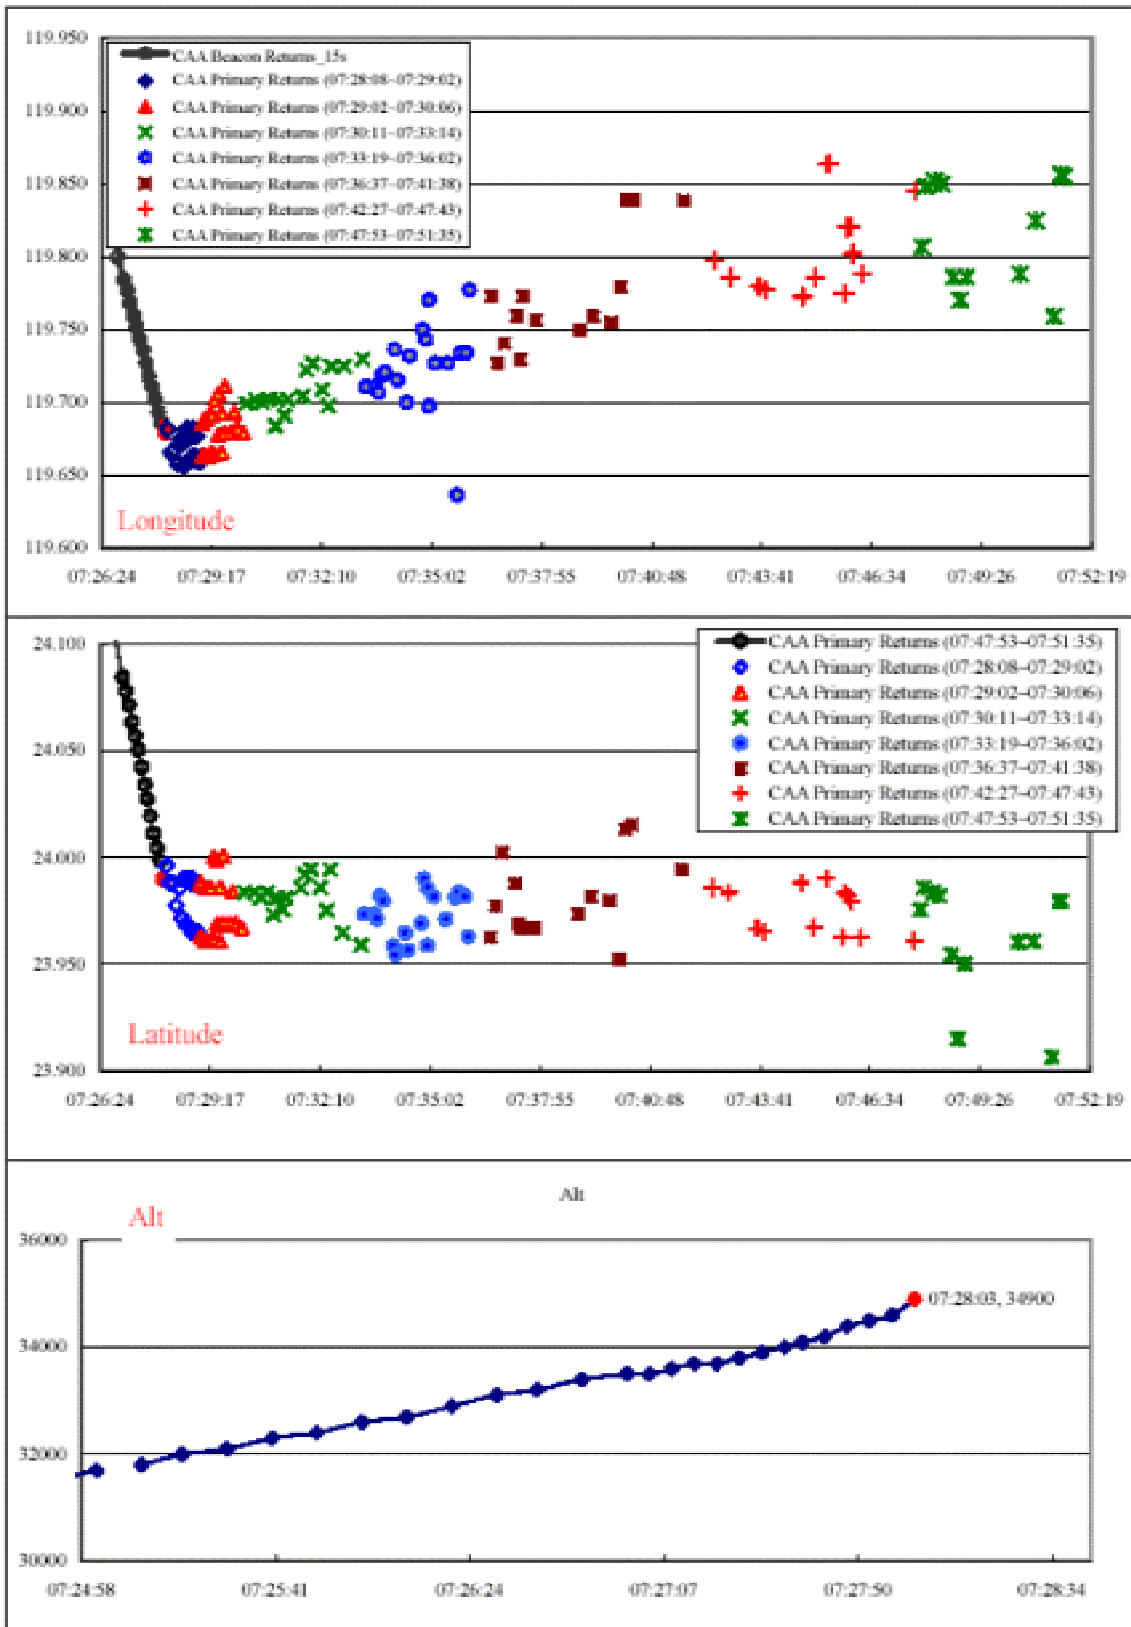 119.950
119.900
119.850
119.800
119.750
119.700
119.650
119.600
CAA Beacon Returns_15s
CAA Primary Returns (07:28:08~07:29:02)
CAA Primary Returns (07:29:02~07:30:06)
CAA Primary Returns (07:30:11~07:33:14)
CAA Primary Returns (07:33:19~07:36:02)
CAA Primary Returns (07:36:37~07:41:38)
CAA Primary Returns (07:42:27~07:47:43)
CAA Primary Returns (07:47:53~07:51:35)
Longitude
07:26:24 07:29:17 07:32:10 07:35:02 07:37:55 07:40:48 07:43:41 07:46:34 07:49:26 07:52:19
24.100
24.050
24.000
23.950
23.900
CAA Primary Returns (07:47:53~07:51:35)
CAA Primary Returns (07:28:08~07:29:02)
CAA Primary Returns (07:29:02~07:30:06)
CAA Primary Returns (07:30:11~07:33:14)
CAA Primary Returns (07:33:19~07:36:02)
CAA Primary Returns (07:36:37~07:41:38)
CAA Primary Returns (07:42:27~07:47:43)
CAA Primary Returns (07:47:53~07:51:35)
Latitude
07:26:24 07:29:17 07:32:10 07:35:02 07:37:55 07:40:48 07:43:41 07:46:34 07:49:26 07:52:19
Alt
Alt
36000
34000
32000
30000
07:28:03, 34900
07:24:58 07:25:41 07:26:24 07:27:07 07:27:50 07:28:34